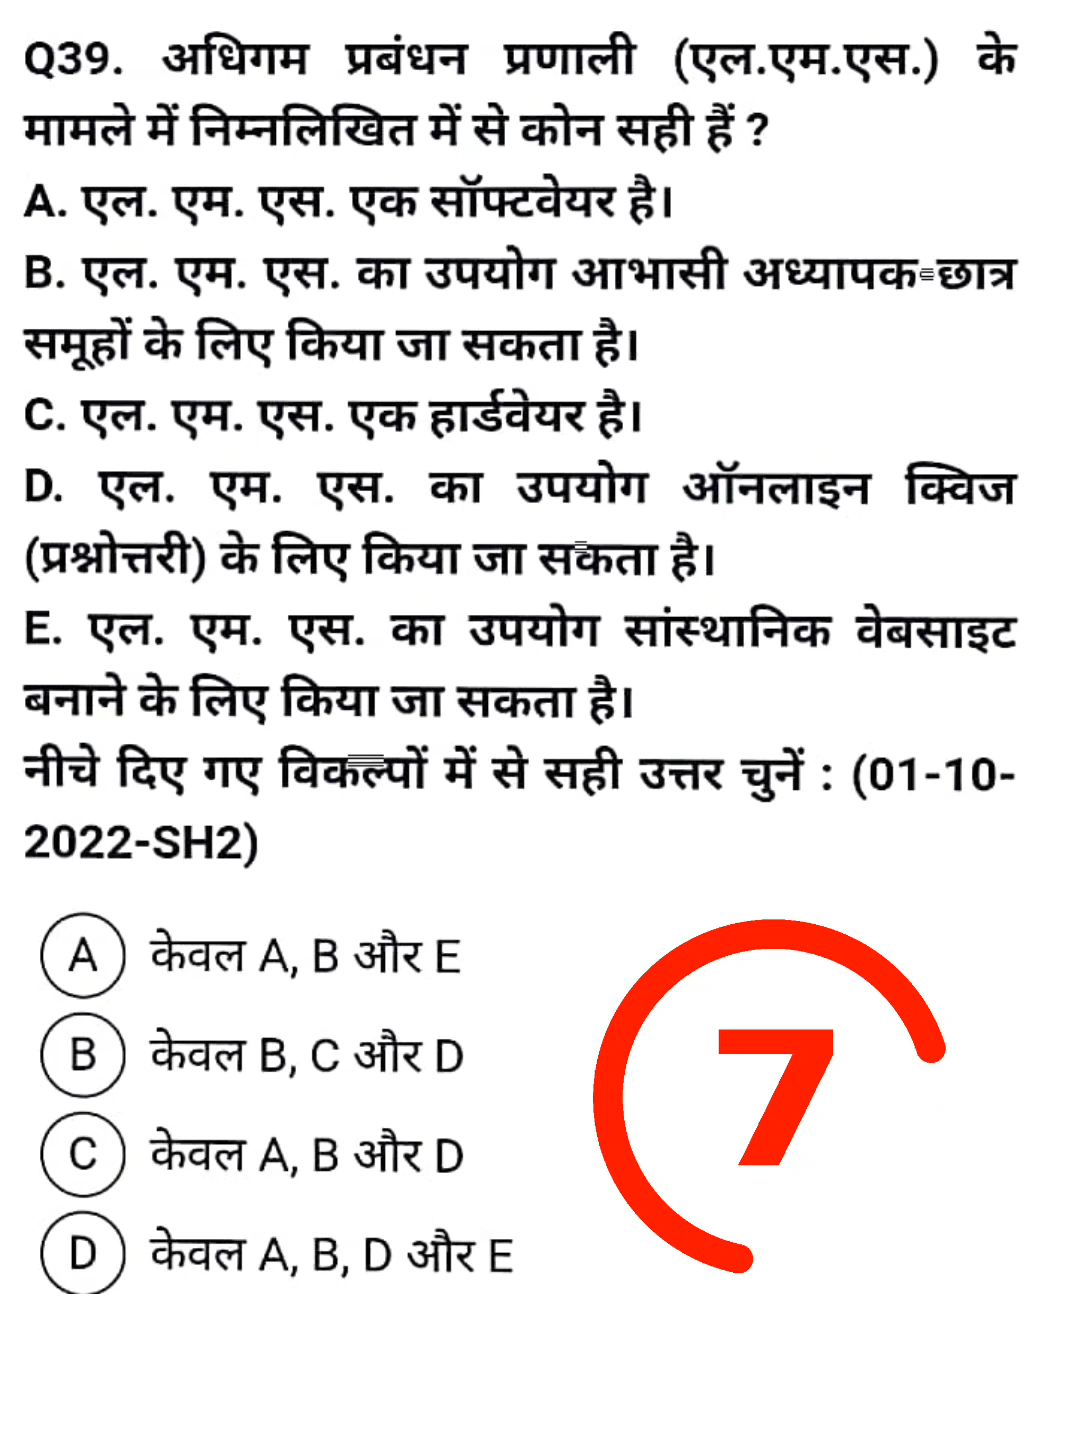 Q39. अधिगम प्रबंधन प्रणाली (एल.एम.एस.) के
मामले में निम्नलिखित में से कोन सही हैं ?
A. एल. एम. एस. एक सॉफ्टवेयर है।
B. एल. एम. एस. का उपयोग आभासी अध्यापक-छात्र
समूहों के लिए किया जा सकता है।
C. एल. एम. एस. एक हार्डवेयर है।
D. एल. एम. एस. का उपयोग ऑनलाइन क्विज
(प्रश्नोत्तरी) के लिए किया जा सकता है।
E. एल. एम. एस. का उपयोग सांस्थानिक वेबसाइट
बनाने के लिए किया जा सकता है।
नीचे दिए गए विकल्पों में से सही उत्तर चुनें : (01-10-
2022-SH2)
A केवल A, B और E
B केवल B, C और D
C केवल A, B और D
D केवल A, B, D और E
7